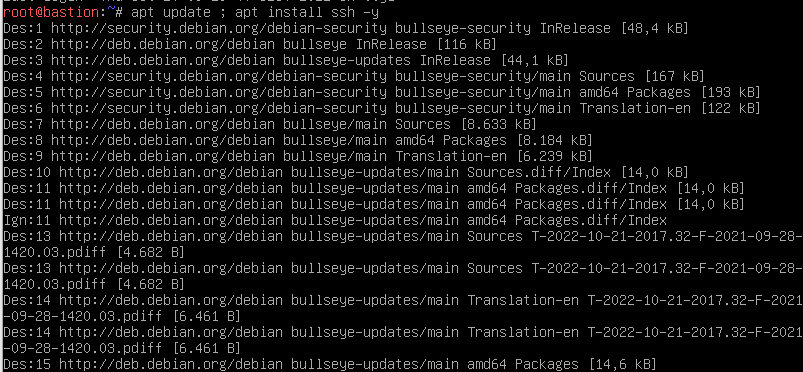 root@bastion:~# apt update ; apt install ssh -y
Des:1 http://security.debian.org/debian-security bullseye-security InRelease [48,4 kB]
Des:2 http://deb.debian.org/debian bullseye InRelease [116 kB]
Des:3 http://deb.debian.org/debian bullseye-updates InRelease [44,1 kB]
Des:4 http://security.debian.org/debian-security bullseye-security/main Sources [167 kB]
Des:5 http://security.debian.org/debian-security bullseye-security/main amd64 Packages [193 kB]
Des:6 http://security.debian.org/debian-security bullseye-security/main Translation-en [122 kB]
Des:7 http://deb.debian.org/debian bullseye/main Sources [8.633 kB]
Des:8 http://deb.debian.org/debian bullseye/main amd64 Packages [8.184 kB]
Des:9 http://deb.debian.org/debian bullseye/main Translation-en [6.239 kB]
Des:10 http://deb.debian.org/debian bullseye-updates/main Sources.diff/Index [14,0 kB]
Des:11 http://deb.debian.org/debian bullseye-updates/main amd64 Packages.diff/Index [14,0 kB]
Des:11 http://deb.debian.org/debian bullseye-updates/main amd64 Packages.diff/Index [14,0 kB]
Ign:11 http://deb.debian.org/debian bullseye-updates/main amd64 Packages.diff/Index
Des:13 http://deb.debian.org/debian bullseye-updates/main Sources T-2022-10-21-2017.32-F-2021-09-28-
1420.03.pdiff [4.682 B]
Des:13 http://deb.debian.org/debian bullseye-updates/main Sources T-2022-10-21-2017.32-F-2021-09-28-
1420.03.pdiff [4.682 B]
Des:14 http://deb.debian.org/debian bullseye-updates/main Translation-en T-2022-10-21-2017.32-F-2021
-09-28-1420.03.pdiff [6.461 B]
Des:14 http://deb.debian.org/debian bullseye-updates/main Translation-en T-2022-10-21-2017.32-F-2021
-09-28-1420.03.pdiff [6.461 B]
Des:15 http://deb.debian.org/debian bullseye-updates/main amd64 Packages [14,6 kB]